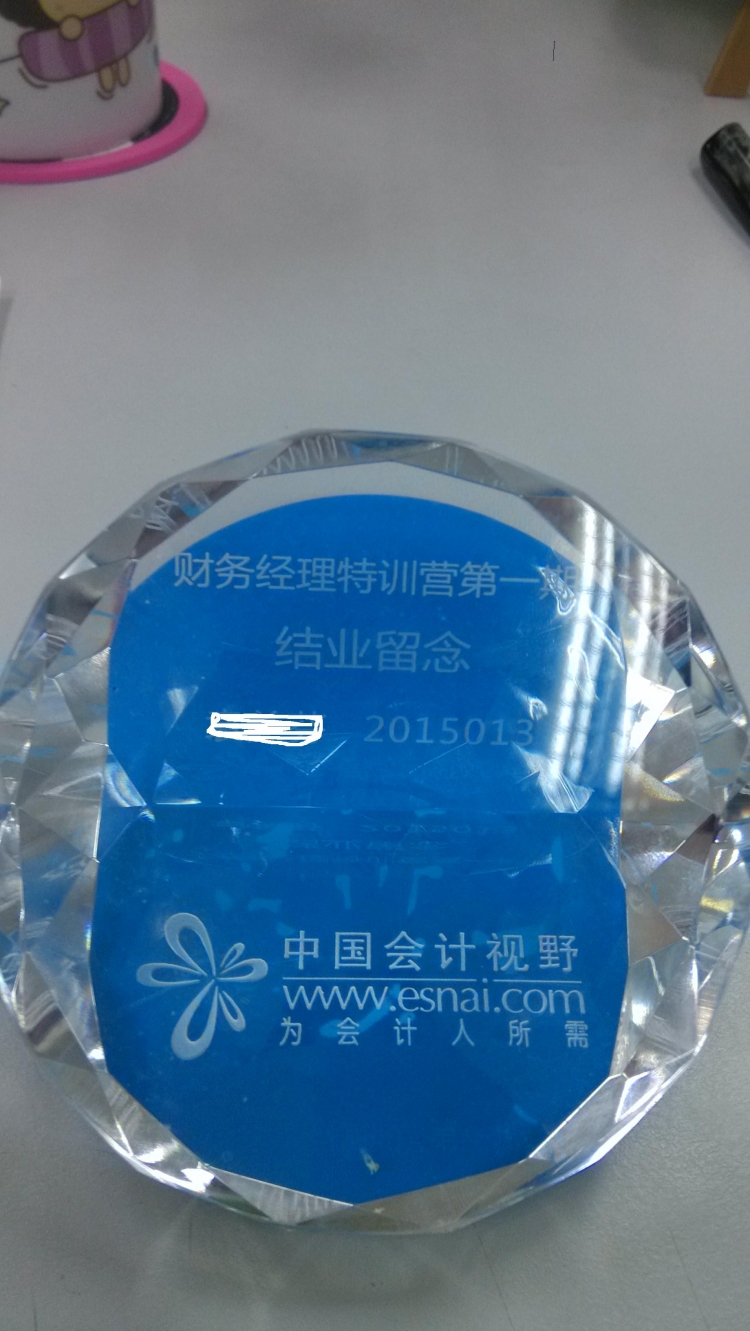 财务经理特训营第一期
结业留念
2015013
中国会计视野
www.esnai.com
为会计人所需